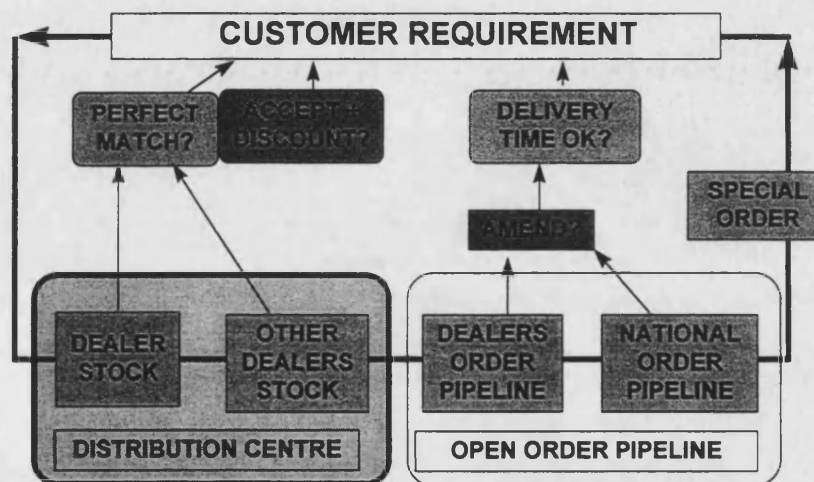 CUSTOMER REQUIREMENT
PERFECT
MATCH?
ACCEPT +
DISCOUNT?
DELIVERY
TIME OK?
SPECIAL
ORDER
AMEND?
DEALER
STOCK
OTHER
DEALERS
STOCK
DEALERS
ORDER
PIPELINE
NATIONAL
ORDER
PIPELINE
DISTRIBUTION CENTRE
OPEN ORDER PIPELINE